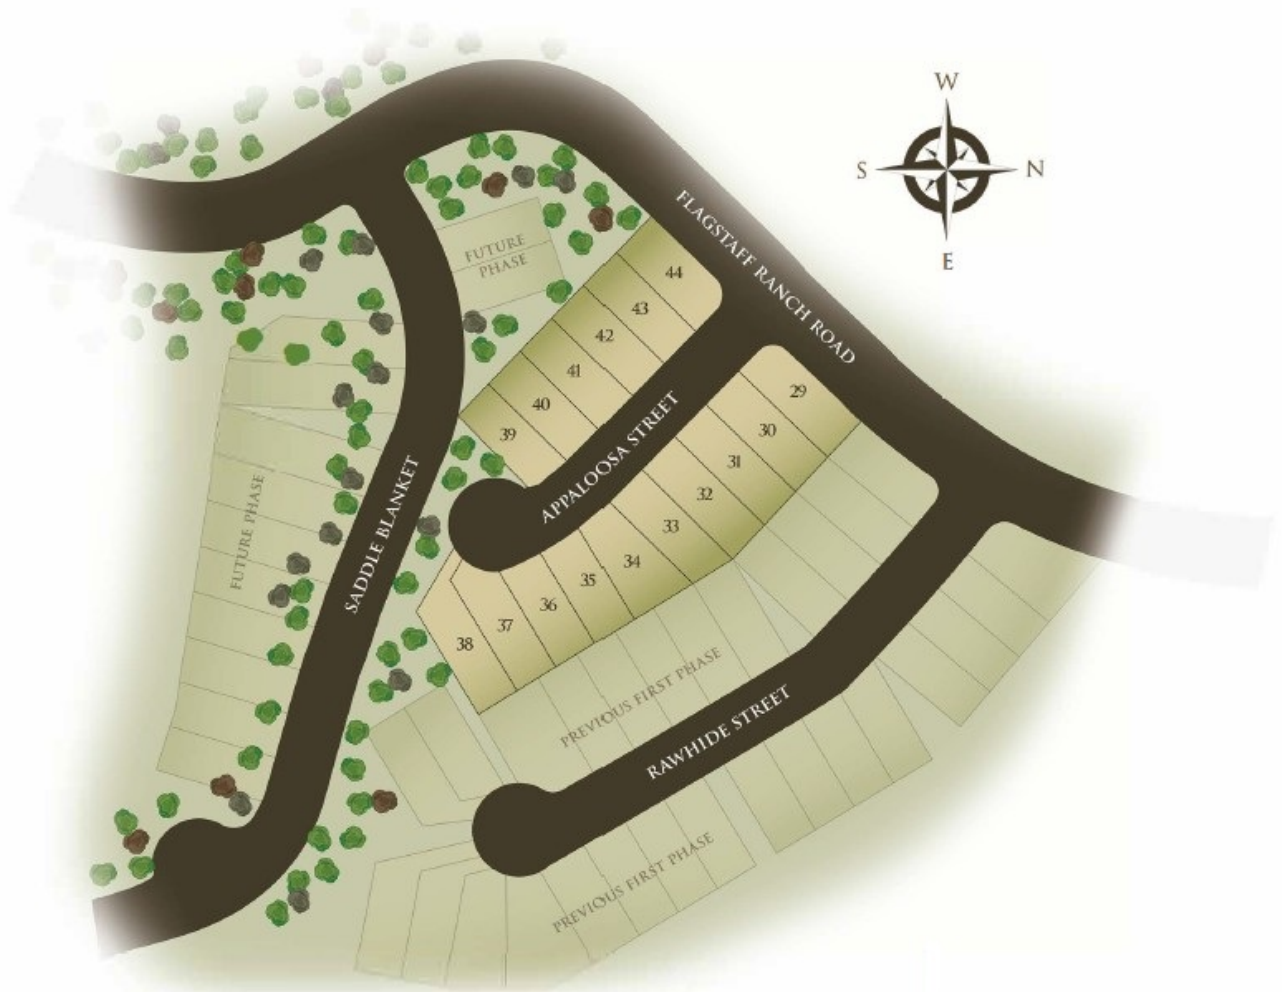 W
S
N
E
FLAGSTAFF RANCH ROAD
FUTURE
PHASE
44
43
42
41
40
39
29
30
31
32
33
34
35
36
37
38
APPALOOSA STREET
SADDLE BLANKET
FUTURE PHASE
PREVIOUS FIRST PHASE
RAWHIDE STREET
PREVIOUS FIRST PHASE